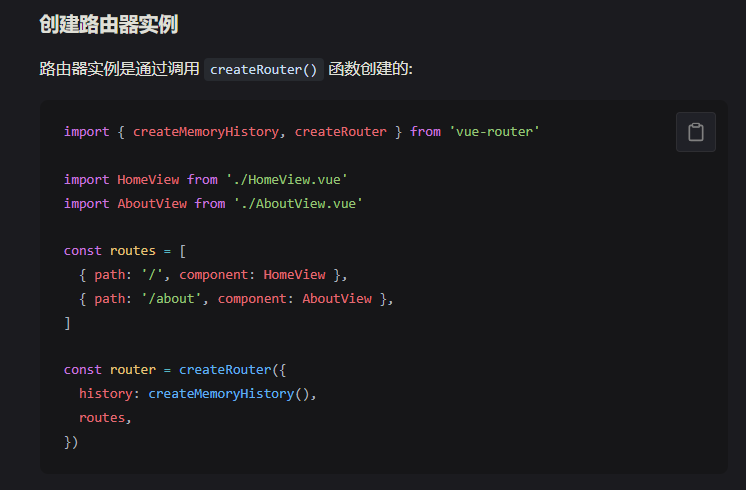 创建路由器实例
路由器实例是通过调用 createRouter() 函数创建的:
import { createMemoryHistory, createRouter } from 'vue-router'
import HomeView from './HomeView.vue'
import AboutView from './AboutView.vue'
const routes = [
  { path: '/', component: HomeView },
  { path: '/about', component: AboutView },
]
const router = createRouter({
  history: createMemoryHistory(),
  routes,
})